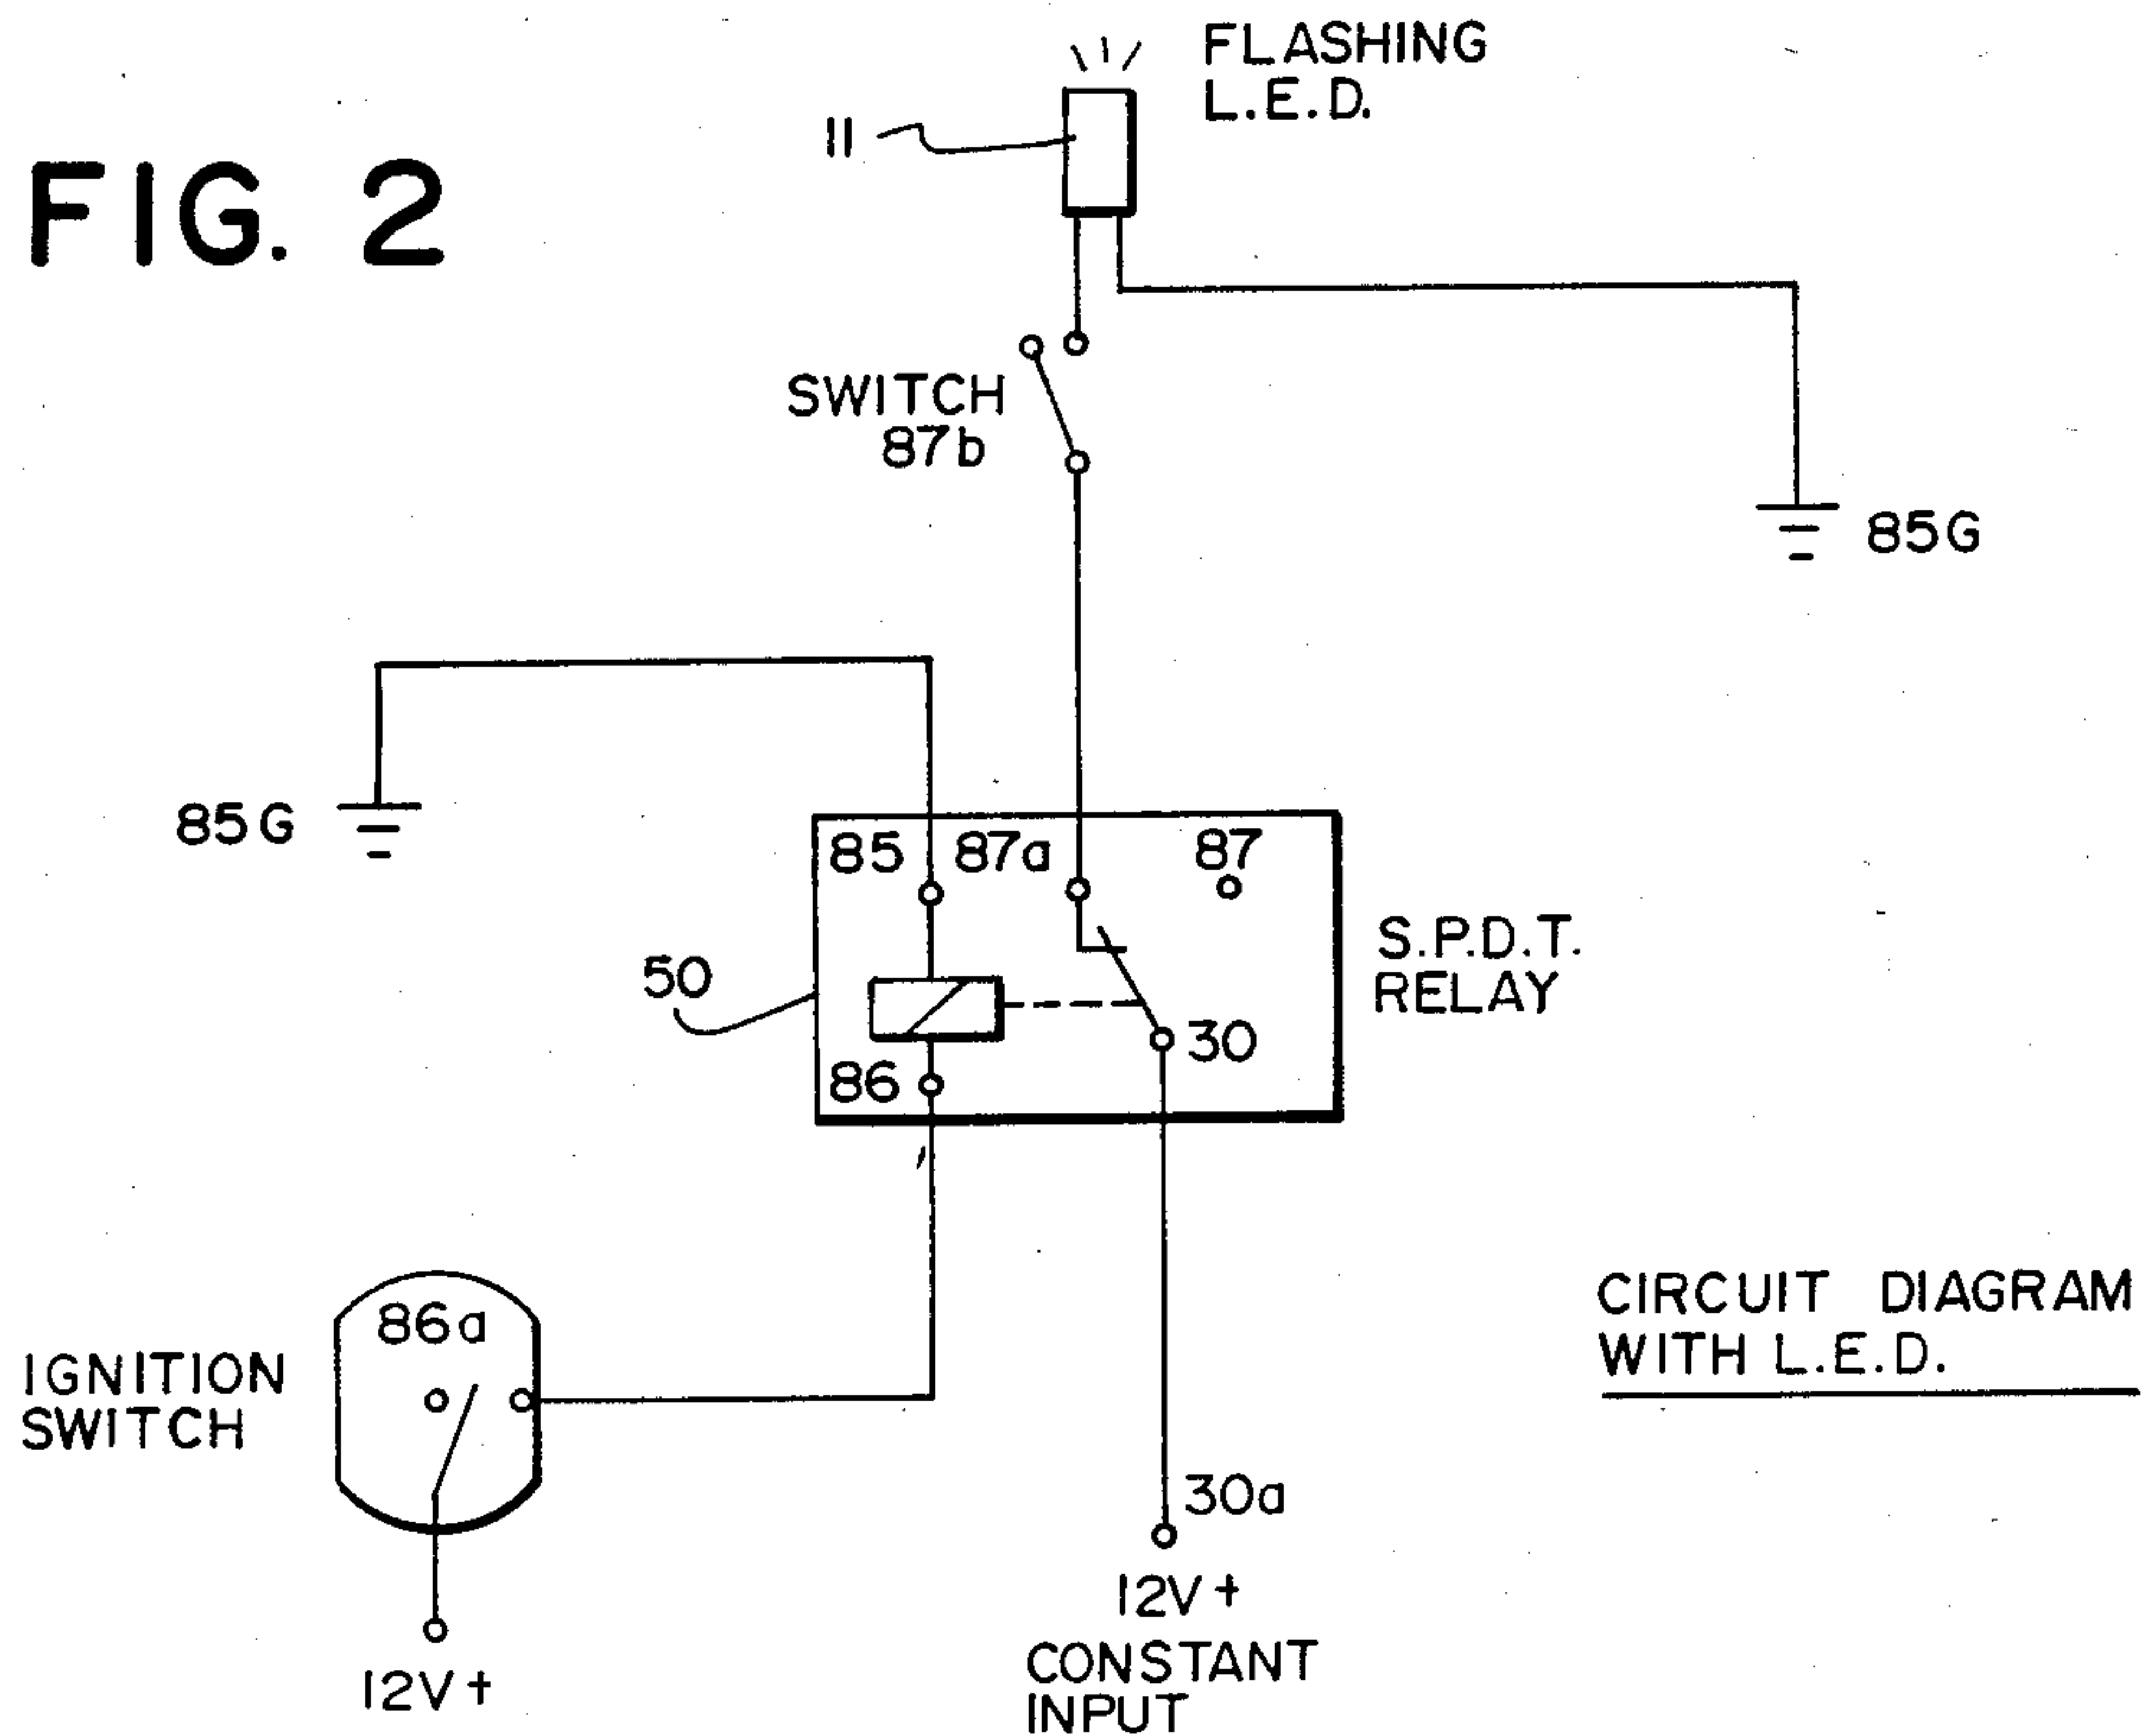 FIG. 2
FLASHING
L.E.D.
11
SWITCH
87b
85G
85G
85
87a
87
50
S.P.D.T.
RELAY
30
86
86a
IGNITION
SWITCH
12V+
30a
12V+
CONSTANT
INPUT
CIRCUIT DIAGRAM
WITH L.E.D.